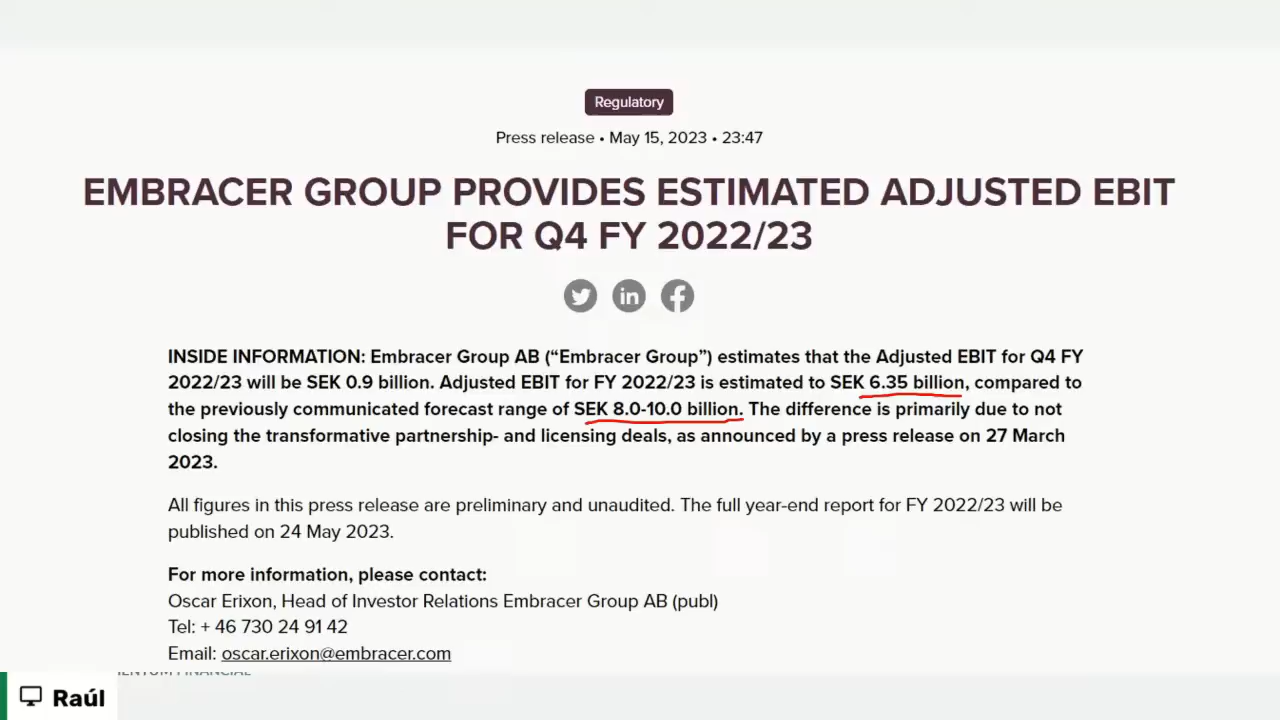 Regulatory
Press release • May 15, 2023 • 23:47
EMBRACER GROUP PROVIDES ESTIMATED ADJUSTED EBIT
FOR Q4 FY 2022/23
INSIDE INFORMATION: Embracer Group AB (“Embracer Group”) estimates that the Adjusted EBIT for Q4 FY
2022/23 will be SEK 0.9 billion. Adjusted EBIT for FY 2022/23 is estimated to SEK 6.35 billion, compared to
the previously communicated forecast range of SEK 8.0-10.0 billion. The difference is primarily due to not
closing the transformative partnership- and licensing deals, as announced by a press release on 27 March
2023.
All figures in this press release are preliminary and unaudited. The full year-end report for FY 2022/23 will be
published on 24 May 2023.
For more information, please contact:
Oscar Erixon, Head of Investor Relations Embracer Group AB (publ)
Tel: + 46 730 24 91 42
Email: oscar.erixon@embracer.com
FINANCIAL
Raúl